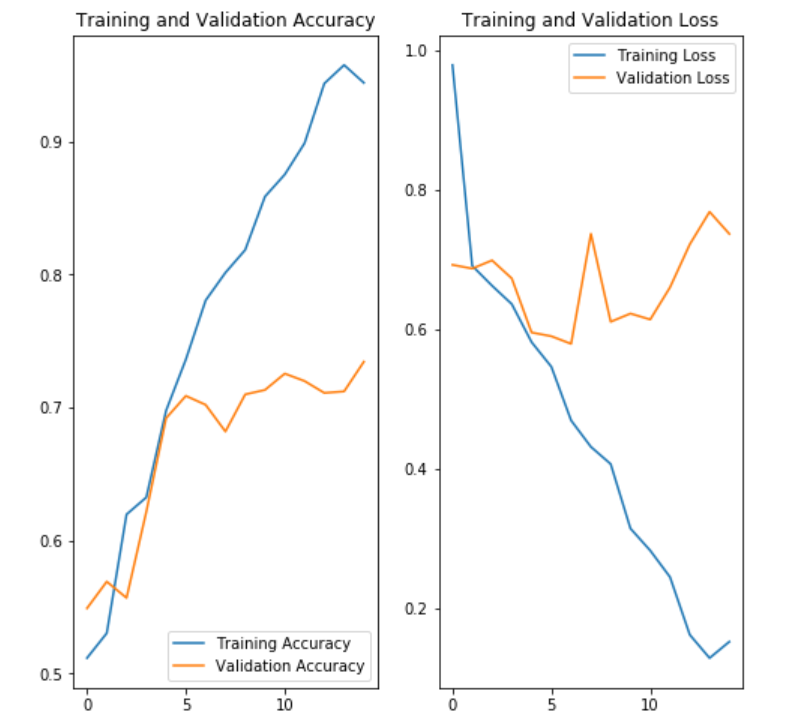 Training and Validation Accuracy
0.9
0.8
0.7
0.6
0.5
0
5
10
Training Accuracy
Validation Accuracy
Training and Validation Loss
1.0
0.8
0.6
0.4
0.2
0
5
10
Training Loss
Validation Loss